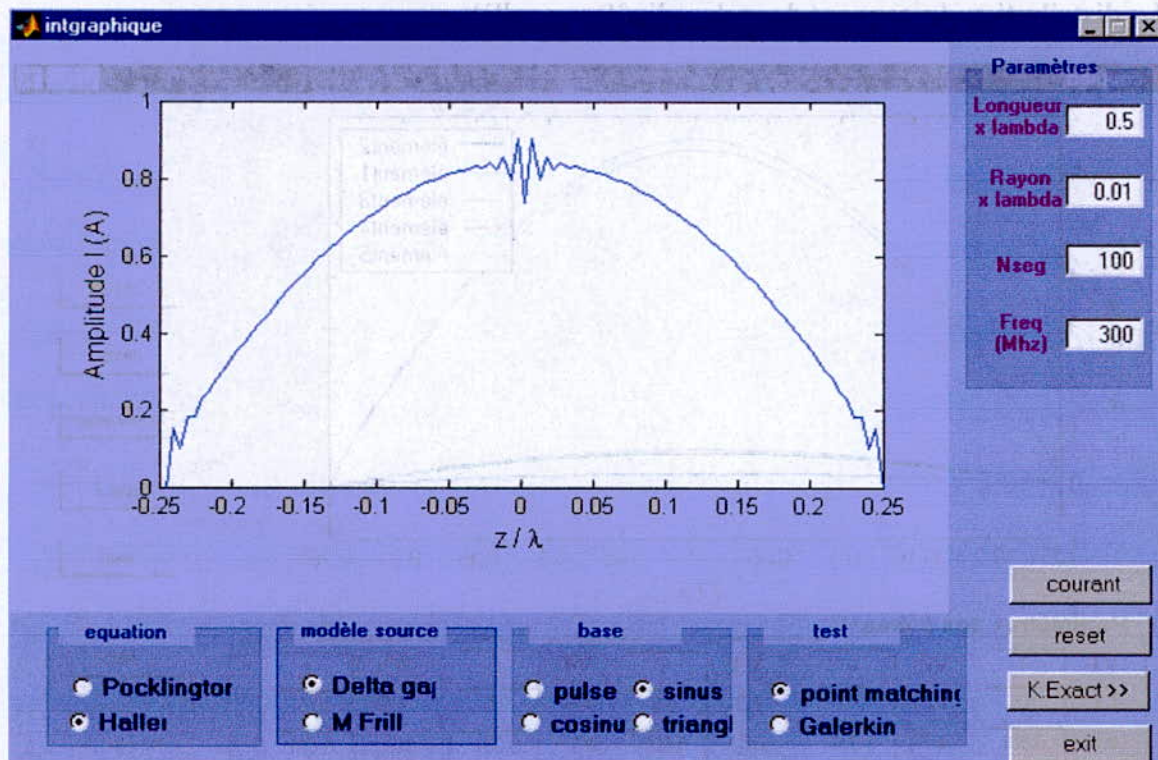 intgraphique
Paramètres
Longueur
x lambda
0.5
Rayon
x lambda
0.01
Nseg
100
Freq
(Mhz)
300
Amplitude I (A)
1
0.8
0.6
0.4
0.2
0
-0.25
-0.2
-0.15
-0.1
-0.05
0
0.05
0.1
0.15
0.2
0.25
z / λ
equation
Pocklingtor
Haller
modèle source
Delta gap
M Frill
base
pulse
sinus
cosinu
triangl
test
point matching
Galerkin
courant
reset
K.Exact >>
exit